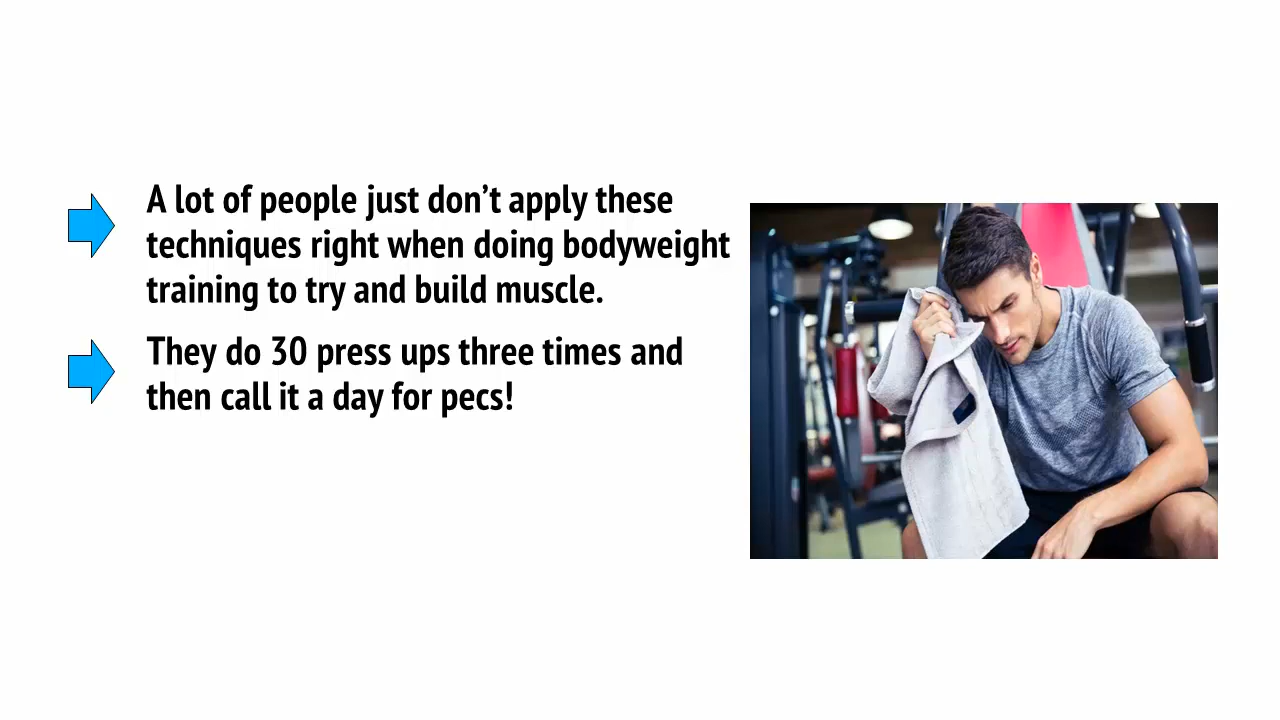 A lot of people just don’t apply these
techniques right when doing bodyweight
training to try and build muscle.
They do 30 press ups three times and
then call it a day for pecs!